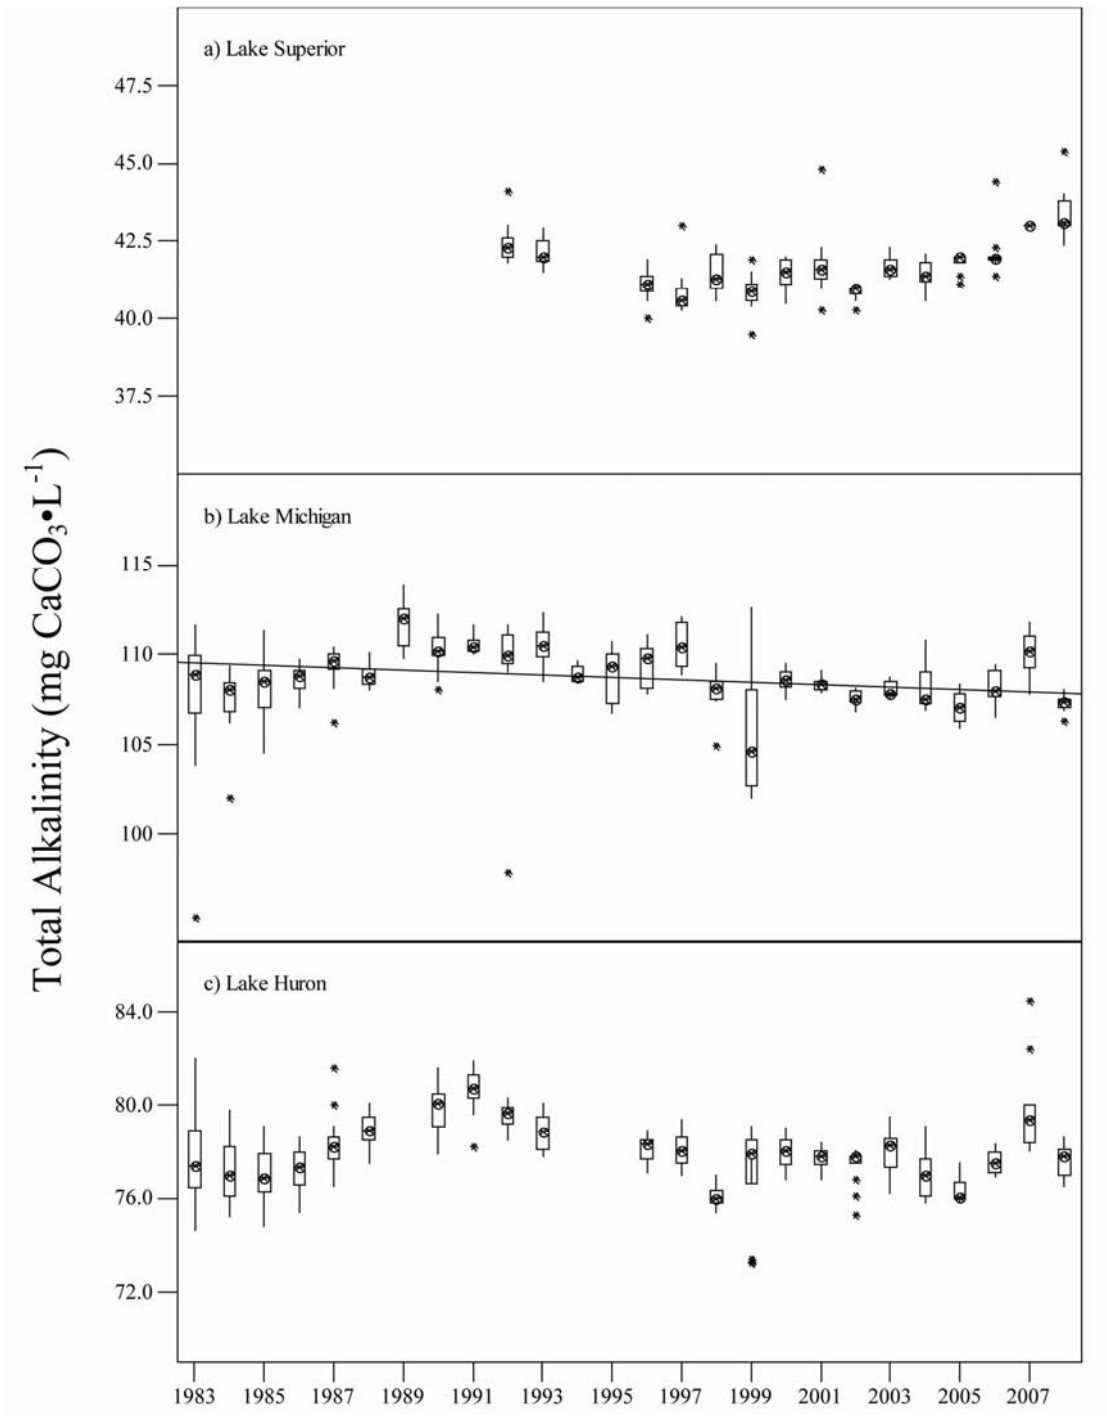 Total Alkalinity (mg CaCO₃•L⁻¹)
a) Lake Superior
47.5
45.0
42.5
40.0
37.5
b) Lake Michigan
115
110
105
100
c) Lake Huron
84.0
80.0
76.0
72.0
1983 1985 1987 1989 1991 1993 1995 1997 1999 2001 2003 2005 2007